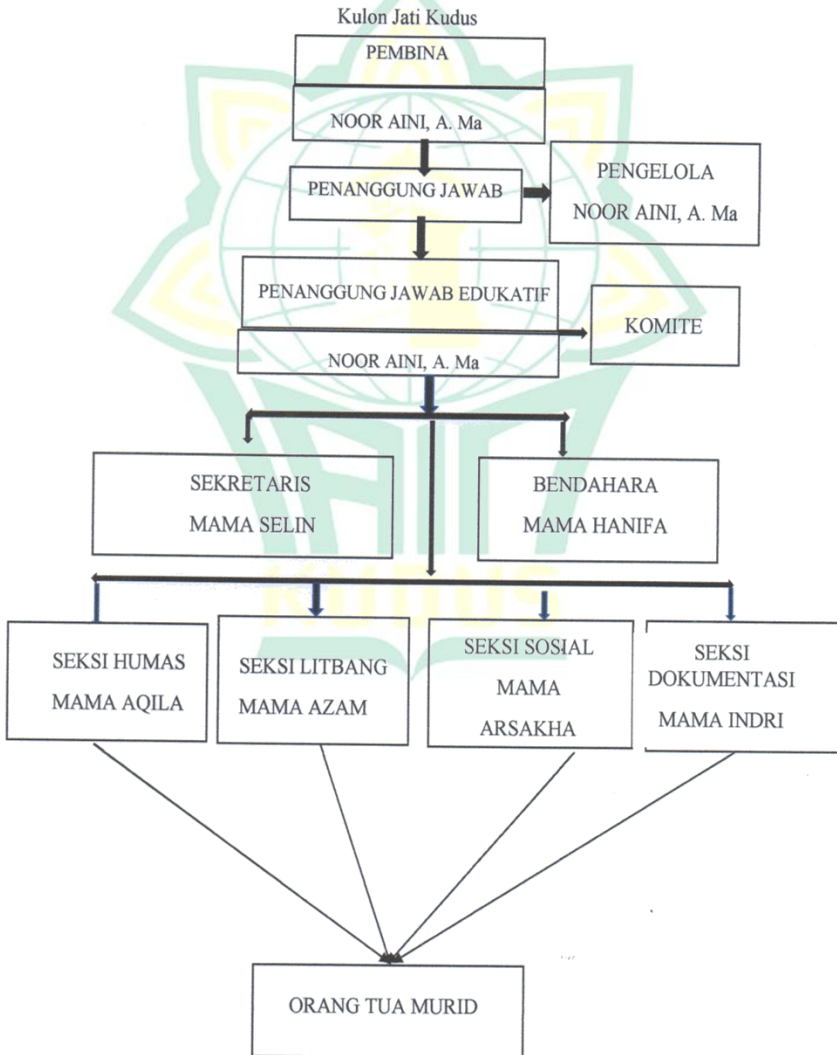 Kulon Jati Kudus
PEMBINA
NOOR AINI, A. Ma
PENANGGUNG JAWAB
PENGELOLA
NOOR AINI, A. Ma
PENANGGUNG JAWAB EDUKATIF
NOOR AINI, A. Ma
KOMITE
SEKRETARIS
MAMA SELIN
BENDAHARA
MAMA HANIFA
KUDUS
SEKSI HUMAS
MAMA AQILA
SEKSI LITBANG
MAMA AZAM
SEKSI SOSIAL
MAMA
ARSAKHA
SEKSI
DOKUMENTASI
MAMA INDRI
ORANG TUA MURID